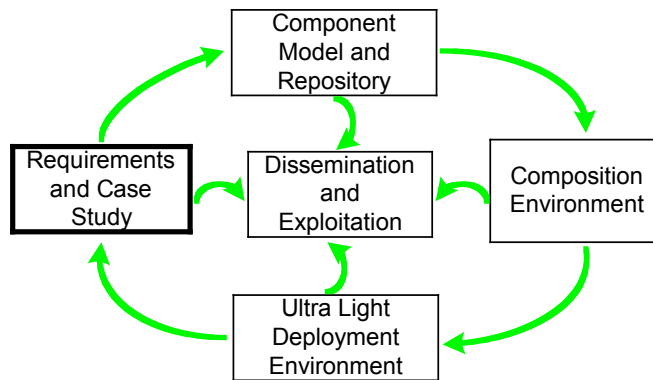 Component
Model and
Repository
Requirements
and Case
Study
Dissemination
and
Exploitation
Composition
Environment
Ultra Light
Deployment
Environment